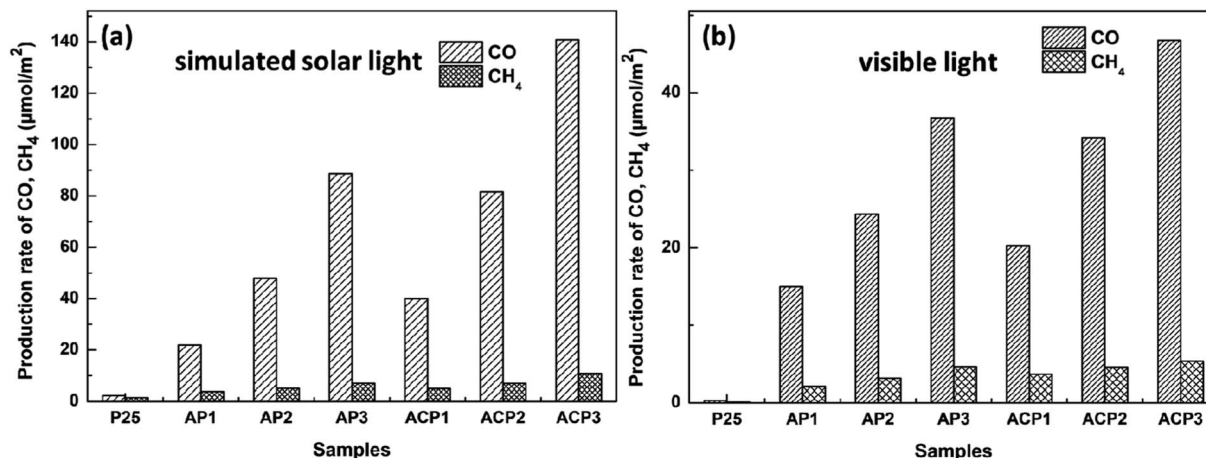 (a)
simulated solar light
CO
CH4
Production rate of CO, CH4 (µmol/m2)
140
120
100
80
60
40
20
0
P25 AP1 AP2 AP3 ACP1 ACP2 ACP3
Samples
(b)
visible light
CO
CH4
Production rate of CO, CH4 (µmol/m2)
40
20
0
P25 AP1 AP2 AP3 ACP1 ACP2 ACP3
Samples